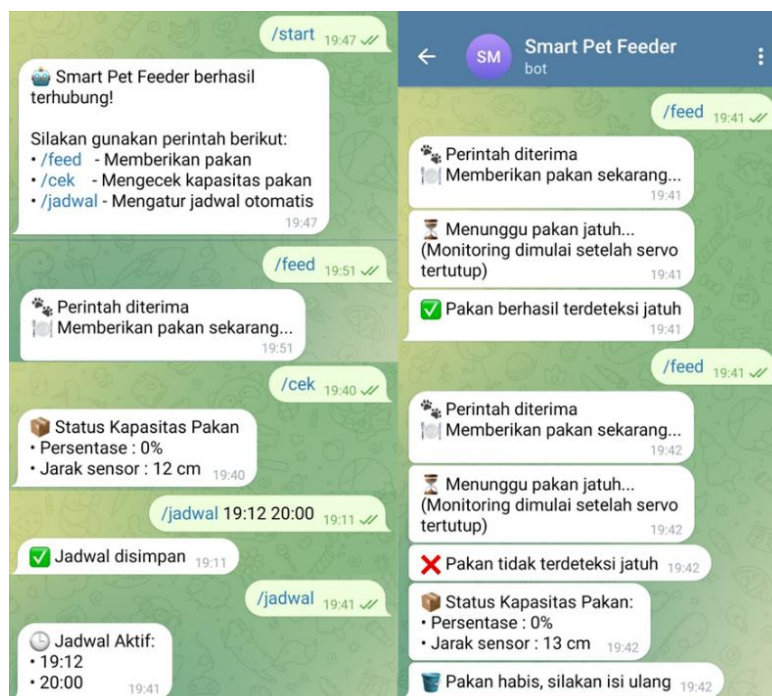 /start 19:47
Smart Pet Feeder berhasil
terhubung!
Silakan gunakan perintah berikut:
• /feed - Memberikan pakan
• /cek - Mengecek kapasitas pakan
• /jadwal - Mengatur jadwal otomatis
19:47
/feed 19:51
Perintah diterima
Memberikan pakan sekarang...
19:51
/cek 19:40
Status Kapasitas Pakan
• Persentase : 0%
• Jarak sensor : 12 cm 19:40
/jadwal 19:12 20:00 19:11
Jadwal disimpan 19:11
/jadwal 19:41
Jadwal Aktif:
• 19:12
• 20:00 19:41
SM
Smart Pet Feeder
bot
/feed 19:41
Perintah diterima
Memberikan pakan sekarang...
19:41
Menunggu pakan jatuh...
(Monitoring dimulai setelah servo
tertutup) 19:41
Pakan berhasil terdeteksi jatuh
19:41
/feed 19:41
Perintah diterima
Memberikan pakan sekarang...
19:42
Menunggu pakan jatuh...
(Monitoring dimulai setelah servo
tertutup) 19:42
Pakan tidak terdeteksi jatuh 19:42
Status Kapasitas Pakan:
• Persentase : 0%
• Jarak sensor : 13 cm 19:42
Pakan habis, silakan isi ulang 19:42